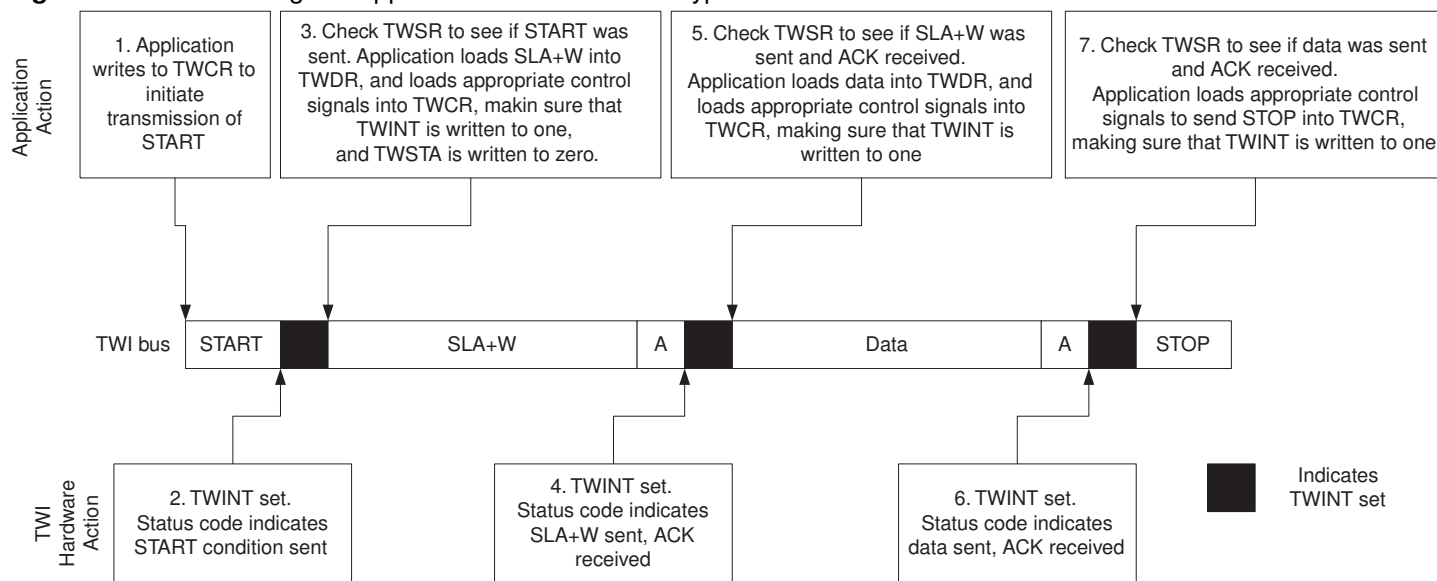 Application
Action
1. Application
writes to TWCR to
initiate
transmission of
START
3. Check TWSR to see if START was
sent. Application loads SLA+W into
TWDR, and loads appropriate control
signals into TWCR, makin sure that
TWINT is written to one,
and TWSTA is written to zero.
5. Check TWSR to see if SLA+W was
sent and ACK received.
Application loads data into TWDR, and
loads appropriate control signals into
TWCR, making sure that TWINT is
written to one
7. Check TWSR to see if data was sent
and ACK received.
Application loads appropriate control
signals to send STOP into TWCR,
making sure that TWINT is written to one
TWI bus
START
SLA+W
A
Data
A
STOP
TWI
Hardware
Action
2. TWINT set.
Status code indicates
START condition sent
4. TWINT set.
Status code indicates
SLA+W sent, ACK
received
6. TWINT set.
Status code indicates
data sent, ACK received
Indicates
TWINT set